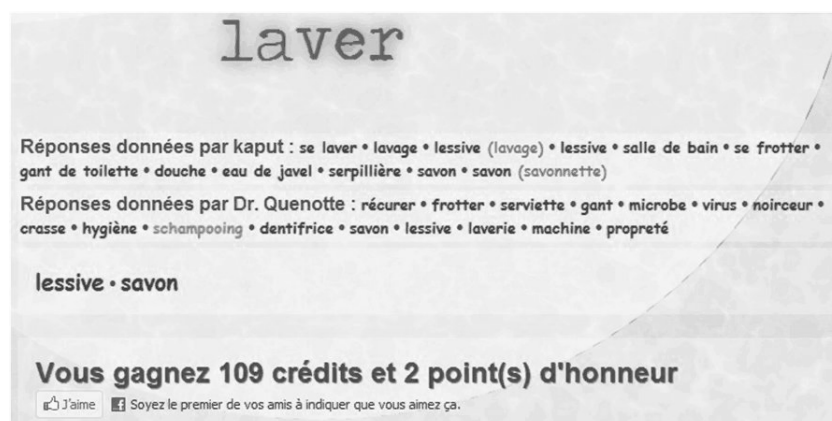 laver
Réponses données par kaput : se laver • lavage • lessive (lavage) • lessive • salle de bain • se frotter •
gant de toilette • douche • eau de javel • serpillière • savon • savon (savonnette)
Réponses données par Dr. Quenotte : récurer • frotter • serviette • gant • microbe • virus • noirceur •
crasse • hygiène • schampooing • dentifrice • savon • lessive • laverie • machine • propreté
lessive • savon
Vous gagnez 109 crédits et 2 point(s) d'honneur
J'aime Soyez le premier de vos amis à indiquer que vous aimez ça.